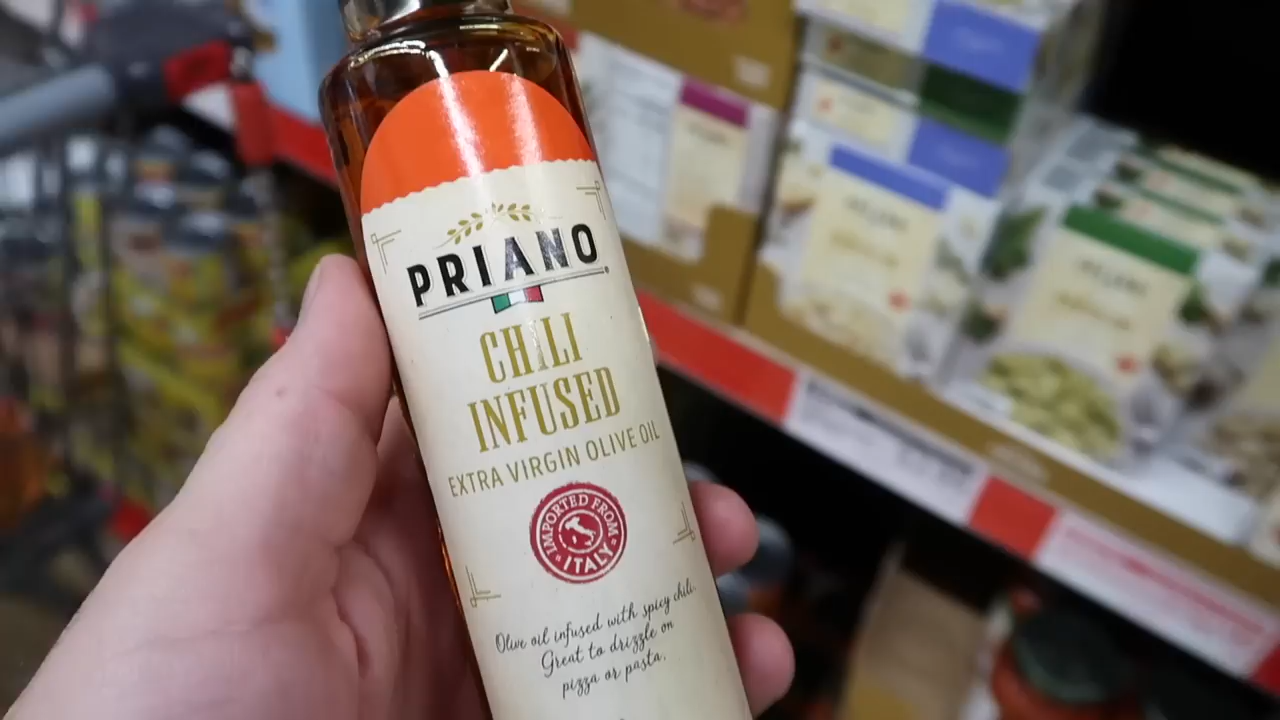 PRIANO
CHILI
INFUSED
EXTRA VIRGIN OLIVE OIL
IMPORTED FROM
ITALY
Olive oil infused with spicy chili.
Great to drizzle on
pizza or pasta.